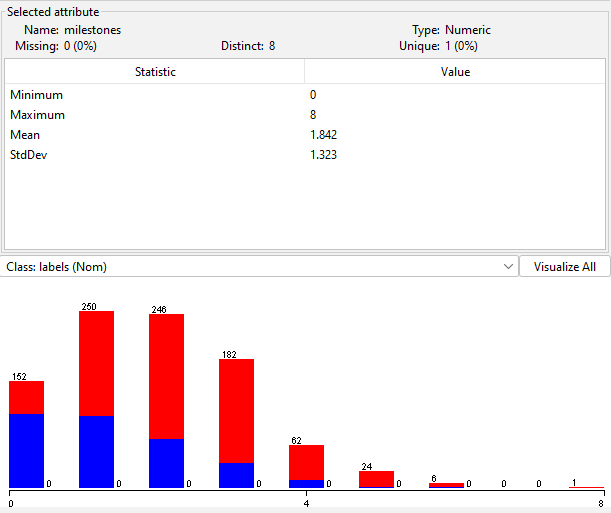 Selected attribute
Name: milestones Type: Numeric
Missing: 0 (0%) Distinct: 8 Unique: 1 (0%)
Statistic Value
Minimum 0
Maximum 8
Mean 1.842
StdDev 1.323
Class: labels (Nom) Visualize All
250 246
182
152
62
24
6
0 0 0 0 0 0 0 0 0 1
0 4 8